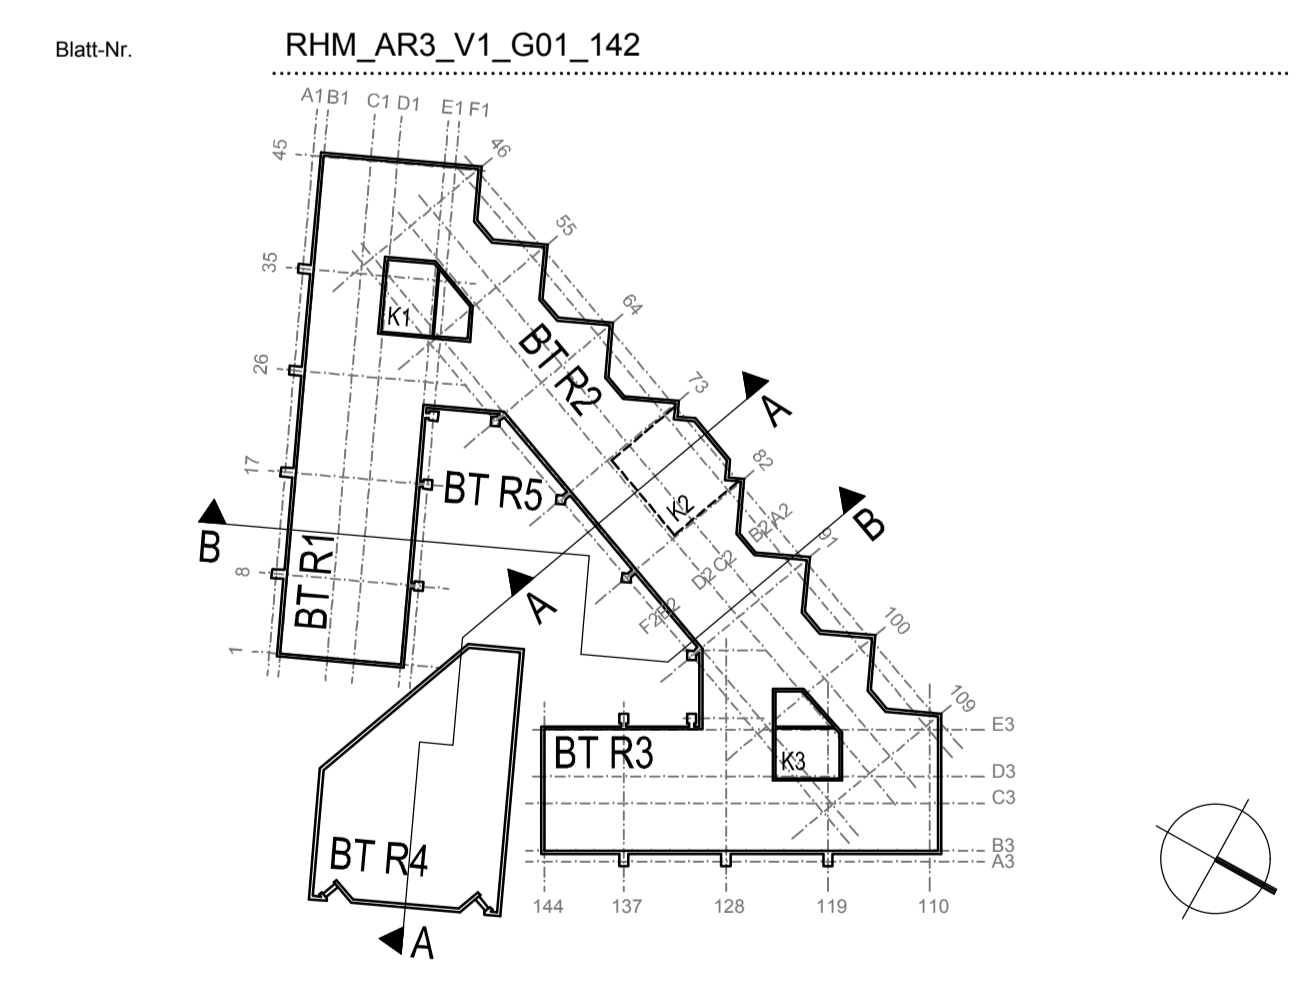 Blatt-Nr. RHM_AR3_V1_G01_142
A1 B1 C1 D1 E1 F1
45
46
55
35
64
K1
26
BT R2
73
A
17
82
BT R5
K2
B
B
B2 A2
91
8
BT R1
D2 C2
A
F2 E2
100
1
109
E3
BT R3
K3
D3
C3
BT R4
B3
A3
144 137 128 119 110
A